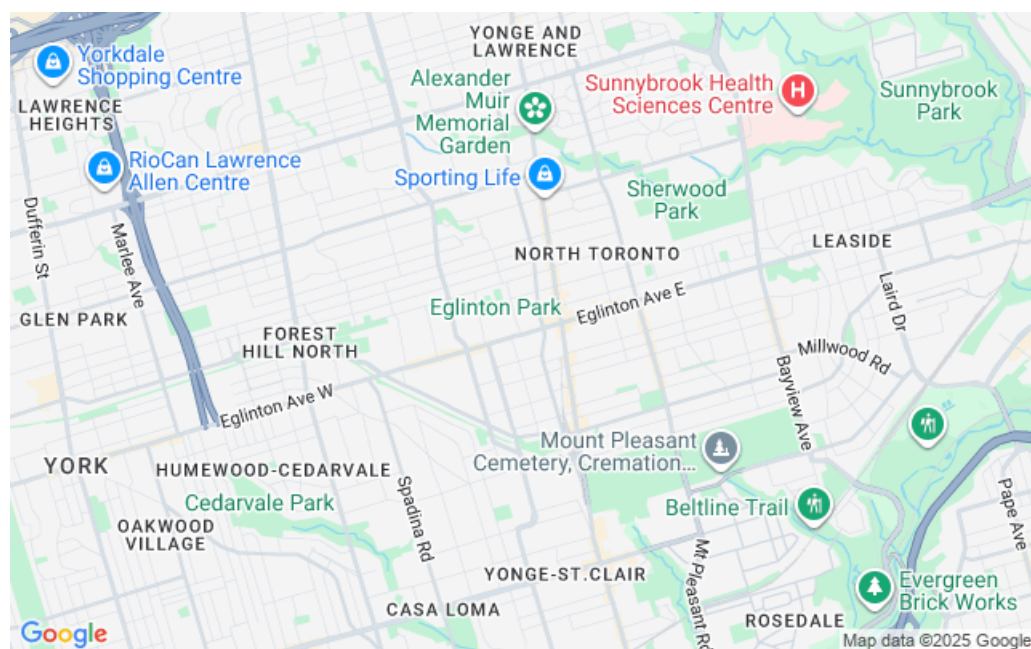 YONGE AND
LAWRENCE
Yorkdale
Shopping Centre
Alexander
Muir
Memorial
Garden
Sunnybrook Health
Sciences Centre
H
Sunnybrook
Park
LAWRENCE
HEIGHTS
RioCan Lawrence
Allen Centre
Sporting Life
Sherwood
Park
Dufferin St
Marlee Ave
NORTH TORONTO
LEASIDE
Laird Dr
Eglinton Park
Eglinton Ave E
GLEN PARK
FOREST
HILL NORTH
Millwood Rd
Bayview Ave
Eglinton Ave W
Mount Pleasant
Cemetery, Cremation...
YORK
HUMEWOOD-CEDARVALE
Spadina Rd
Cedarvale Park
Beltline Trail
Pape Ave
OAKWOOD
VILLAGE
Mt Pleasant Rd
YONGE-ST.CLAIR
Evergreen
Brick Works
CASA LOMA
ROSEDALE
Google
Map data ©2025 Google